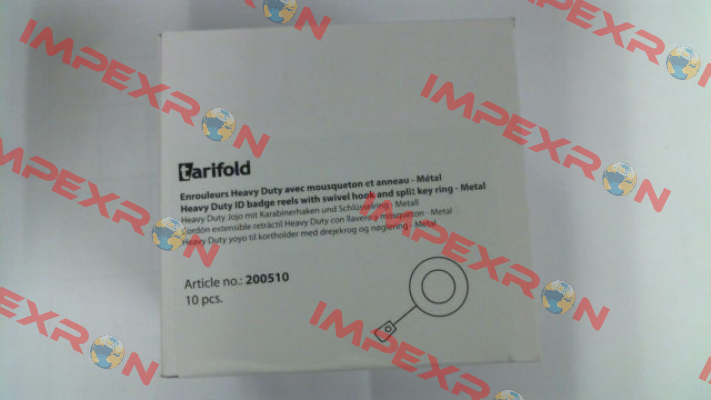 tarifold
Enrouleurs Heavy Duty avec mousqueton et anneau - Métal
Heavy Duty ID badge reels with swivel hook and split key ring - Metal
Heavy Duty Jojo mit Karabinerhaken und Schlüsselring - Metall
Cordón extensible retráctil Heavy Duty con llavero y mosqueton - Metal
Heavy Duty yoyo til kortholder med drejekrog og nøglering - Metal
Article no.: 200510
10 pcs.
IMPEXRON
IMPEXRON
IMPEXRON
IMPEXRON
IMPEXRON
IMPEXRON
IMPEXRON
IMPEXRON